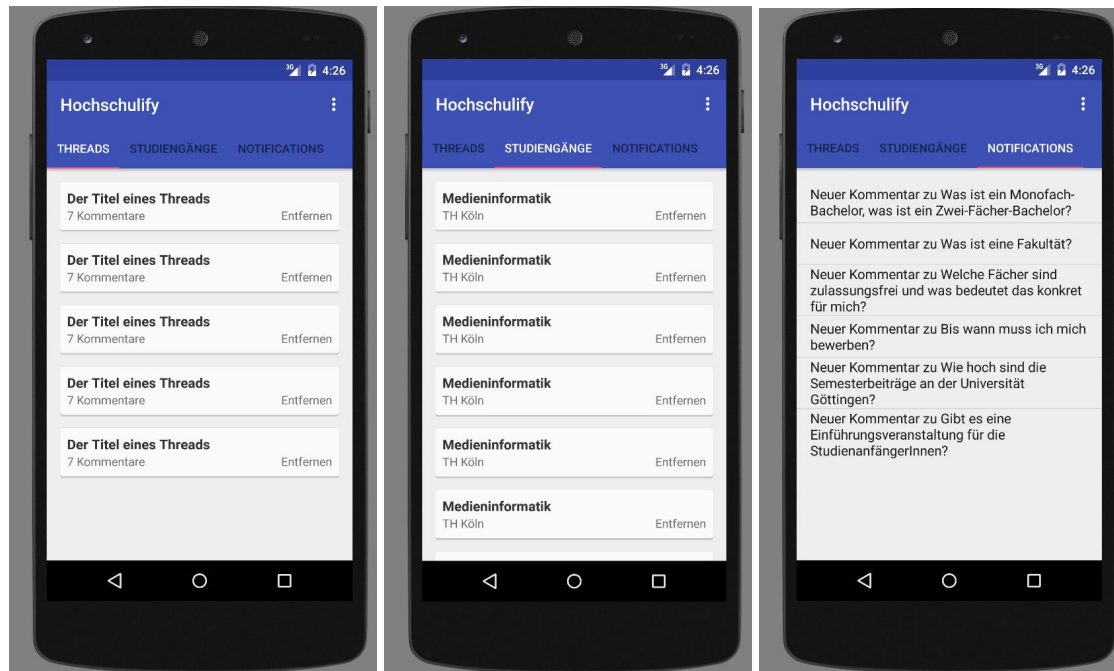 3G 4:26
Hochschulify
THREADS STUDIENGÄNGE NOTIFICATIONS
Der Titel eines Threads
7 Kommentare Entfernen
Der Titel eines Threads
7 Kommentare Entfernen
Der Titel eines Threads
7 Kommentare Entfernen
Der Titel eines Threads
7 Kommentare Entfernen
Der Titel eines Threads
7 Kommentare Entfernen
3G 4:26
Hochschulify
THREADS STUDIENGÄNGE NOTIFICATIONS
Medieninformatik
TH Köln Entfernen
Medieninformatik
TH Köln Entfernen
Medieninformatik
TH Köln Entfernen
Medieninformatik
TH Köln Entfernen
Medieninformatik
TH Köln Entfernen
Medieninformatik
TH Köln Entfernen
3G 4:26
Hochschulify
THREADS STUDIENGÄNGE NOTIFICATIONS
Neuer Kommentar zu Was ist ein Monofach-
Bachelor, was ist ein Zwei-Fächer-Bachelor?
Neuer Kommentar zu Was ist eine Fakultät?
Neuer Kommentar zu Welche Fächer sind
zulassungsfrei und was bedeutet das konkret
für mich?
Neuer Kommentar zu Bis wann muss ich mich
bewerben?
Neuer Kommentar zu Wie hoch sind die
Semesterbeiträge an der Universität
Göttingen?
Neuer Kommentar zu Gibt es eine
Einführungsveranstaltung für die
StudienanfängerInnen?